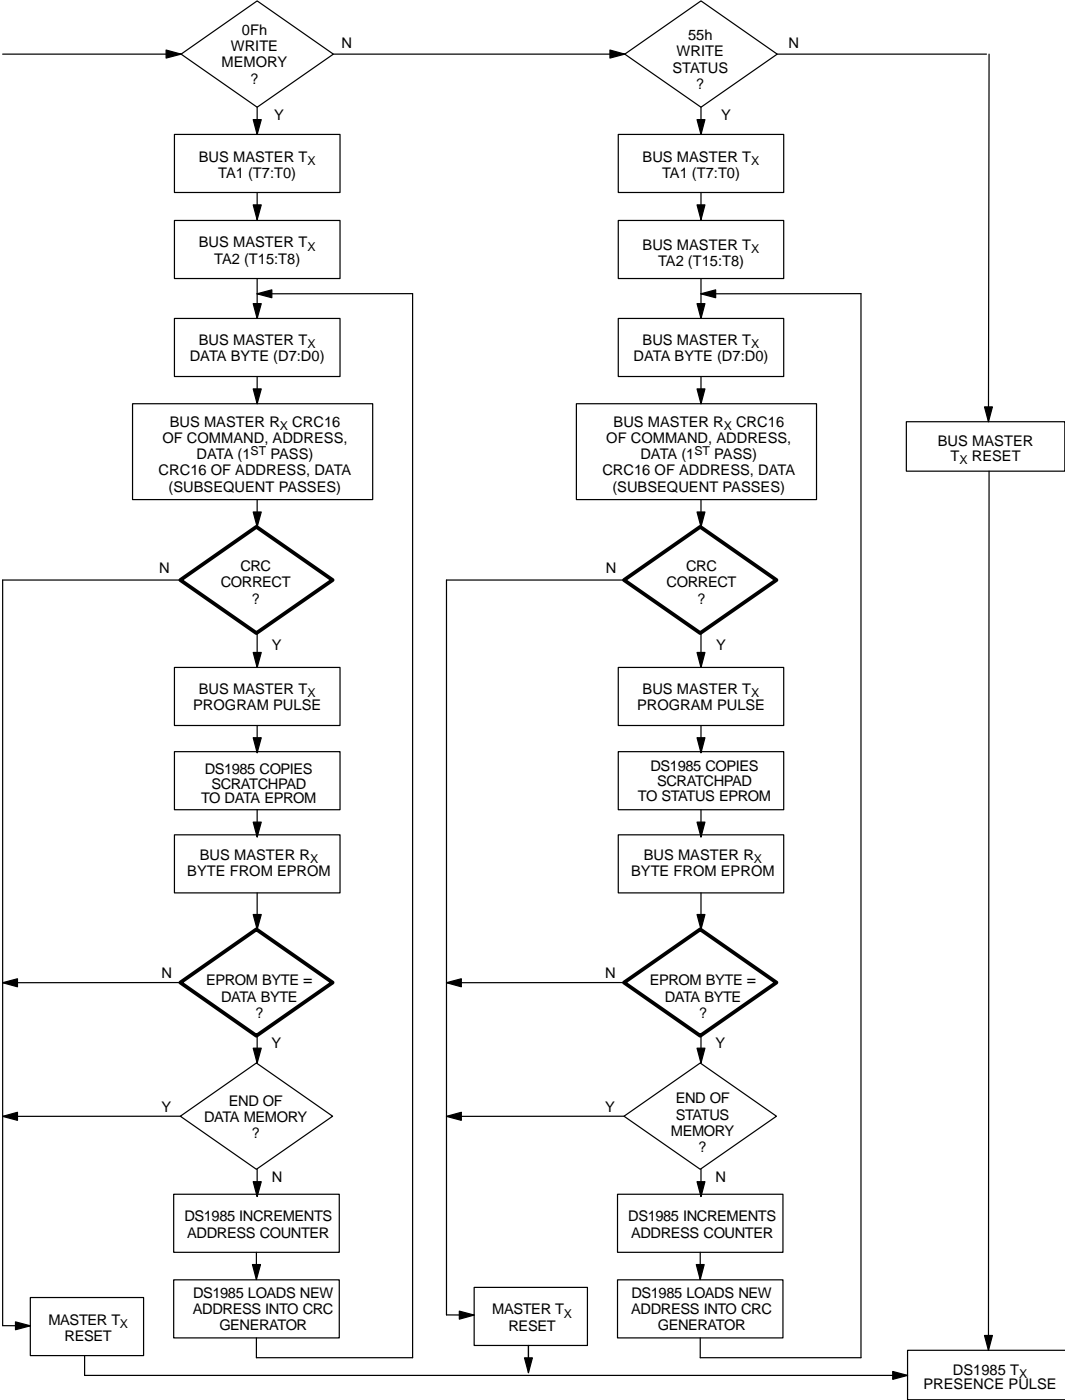 0Fh
WRITE
MEMORY
?
N
Y
BUS MASTER TX
TA1 (T7:T0)
BUS MASTER TX
TA2 (T15:T8)
BUS MASTER TX
DATA BYTE (D7:D0)
BUS MASTER RX CRC16
OF COMMAND, ADDRESS,
DATA (1ST PASS)
CRC16 OF ADDRESS, DATA
(SUBSEQUENT PASSES)
N
CRC
CORRECT
?
Y
BUS MASTER TX
PROGRAM PULSE
DS1985 COPIES
SCRATCHPAD
TO DATA EPROM
BUS MASTER RX
BYTE FROM EPROM
N
EPROM BYTE =
DATA BYTE
?
Y
Y
END OF
DATA MEMORY
?
N
DS1985 INCREMENTS
ADDRESS COUNTER
DS1985 LOADS NEW
ADDRESS INTO CRC
GENERATOR
MASTER TX
RESET
55h
WRITE
STATUS
?
N
Y
BUS MASTER TX
TA1 (T7:T0)
BUS MASTER TX
TA2 (T15:T8)
BUS MASTER TX
DATA BYTE (D7:D0)
BUS MASTER RX CRC16
OF COMMAND, ADDRESS,
DATA (1ST PASS)
CRC16 OF ADDRESS, DATA
(SUBSEQUENT PASSES)
N
CRC
CORRECT
?
Y
BUS MASTER TX
PROGRAM PULSE
DS1985 COPIES
SCRATCHPAD
TO STATUS EPROM
BUS MASTER RX
BYTE FROM EPROM
N
EPROM BYTE =
DATA BYTE
?
Y
Y
END OF
STATUS
MEMORY
?
N
DS1985 INCREMENTS
ADDRESS COUNTER
DS1985 LOADS NEW
ADDRESS INTO CRC
GENERATOR
MASTER TX
RESET
BUS MASTER
TX RESET
DS1985 TX
PRESENCE PULSE